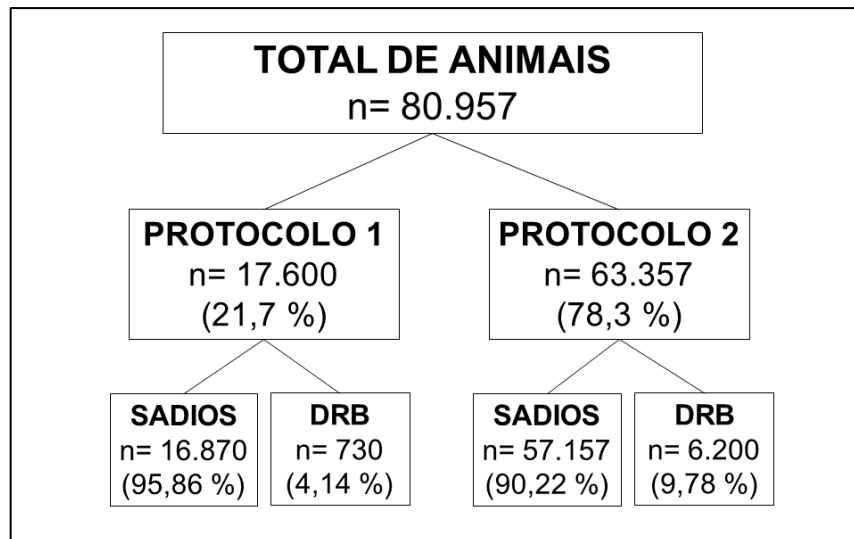 TOTAL DE ANIMAIS
n= 80.957
PROTOCOLO 1
n= 17.600
(21,7 %)
PROTOCOLO 2
n= 63.357
(78,3 %)
SADIOS
n= 16.870
(95,86 %)
DRB
n= 730
(4,14 %)
SADIOS
n= 57.157
(90,22 %)
DRB
n= 6.200
(9,78 %)